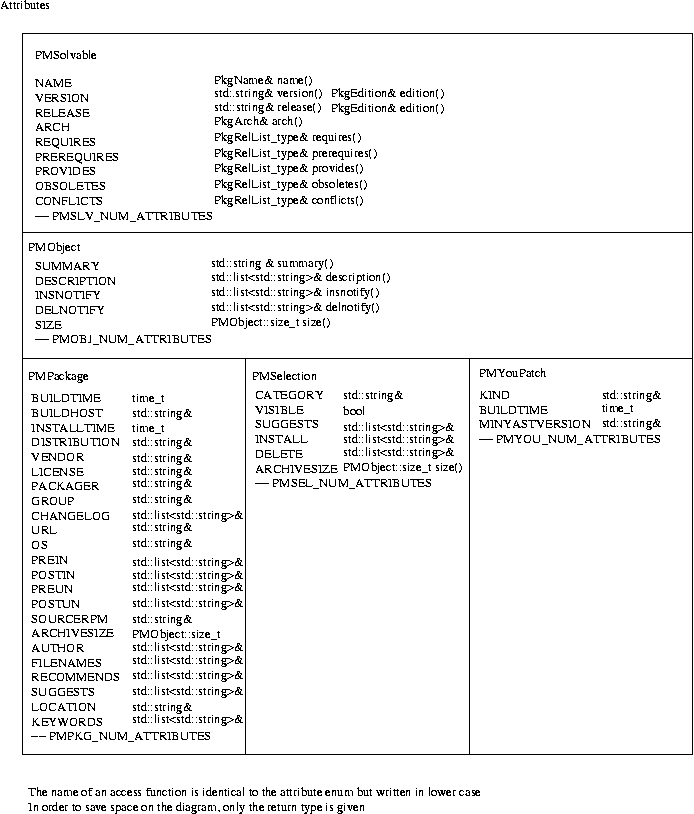 Attributes
PMSolvable
NAME PkgName& name()
VERSION std::string& version() PkgEdition& edition()
RELEASE std::string& release() PkgEdition& edition()
ARCH PkgArch& arch()
REQUIRES PkgRelList_type& requires()
PREREQUIRES PkgRelList_type& prerequires()
PROVIDES PkgRelList_type& provides()
OBSOLETES PkgRelList_type& obsoletes()
CONFLICTS PkgRelList_type& conflicts()
— PMSLV_NUM_ATTRIBUTES
PMObject
SUMMARY std::string & summary()
DESCRIPTION std::list<std::string>& description()
INSNOTIFY std::list<std::string>& insnotify()
DELNOTIFY std::list<std::string>& delnotify()
SIZE PMObject::size_t size()
— PMOBJ_NUM_ATTRIBUTES
PMPackage
BUILDTIME time_t
BUILDHOST std::string&
INSTALLTIME time_t
DISTRIBUTION std::string&
VENDOR std::string&
LICENSE std::string&
PACKAGER std::string&
GROUP std::string&
CHANGELOG std::list<std::string>&
URL std::string&
OS std::string&
PREIN std::list<std::string>&
POSTIN std::list<std::string>&
PREUN std::list<std::string>&
POSTUN std::list<std::string>&
SOURCERPM std::string&
ARCHIVESIZE PMObject::size_t
AUTHOR std::list<std::string>&
FILENAMES std::list<std::string>&
RECOMMENDS std::list<std::string>&
SUGGESTS std::list<std::string>&
LOCATION std::string&
KEYWORDS std::list<std::string>&
— PMPKG_NUM_ATTRIBUTES
PMSelection
CATEGORY std::string&
VISIBLE bool
SUGGESTS std::list<std::string>&
INSTALL std::list<std::string>&
DELETE std::list<std::string>&
ARCHIVESIZE PMObject::size_t size()
— PMSEL_NUM_ATTRIBUTES
PMYouPatch
KIND std::string&
BUILDTIME time_t
MINYASTVERSION std::string&
— PMYOU_NUM_ATTRIBUTES
The name of an access function is identical to the attribute enum but written in lower case
In order to save space on the diagram, only the return type is given